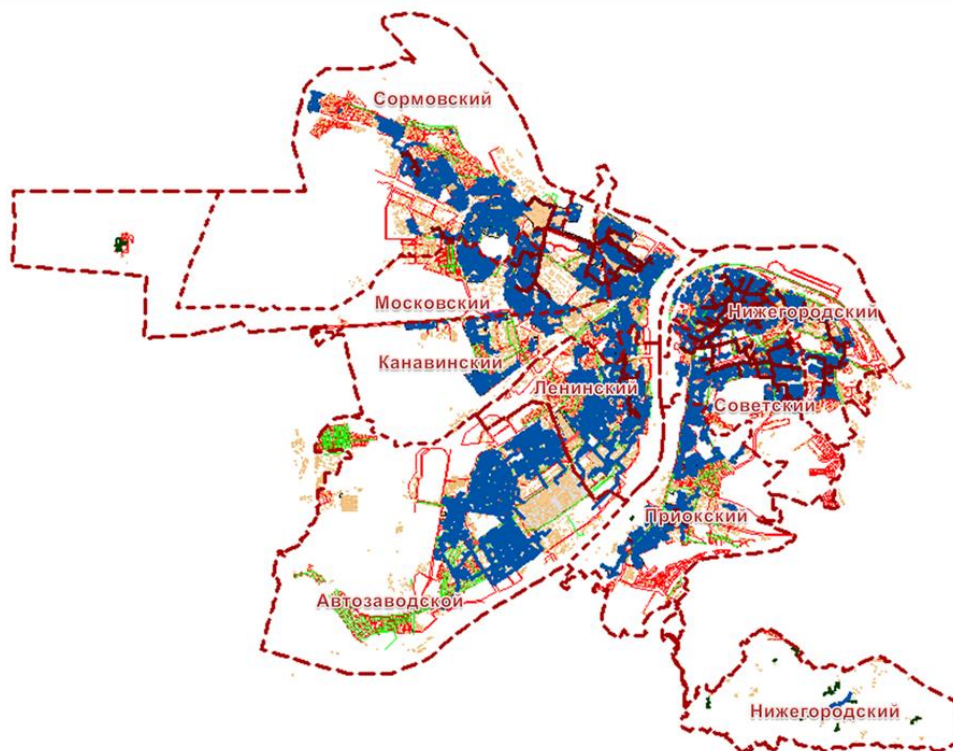 Сормовский
Московский
Нижегородский
Канавинский
Ленинский
Советский
Приокский
Автозаводской
Нижегородский